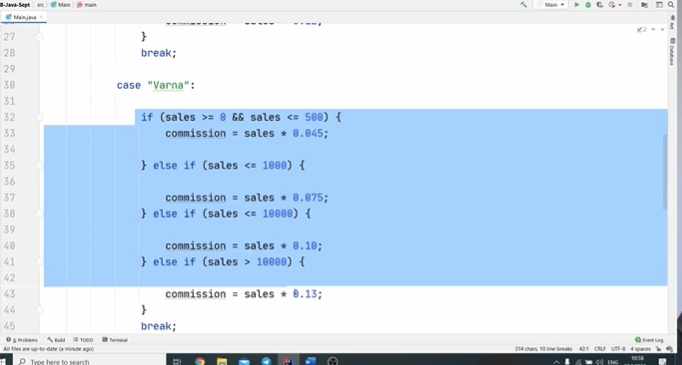 8-Java-Sept src Main main Main
Main.java
27 }
28 break;
29
30 case "Varna":
31
32 if (sales >= 0 && sales <= 500) {
33 commission = sales * 0.045;
34
35 } else if (sales <= 1000) {
36
37 commission = sales * 0.075;
38 } else if (sales <= 10000) {
39
40 commission = sales * 0.10;
41 } else if (sales > 10000) {
42
43 commission = sales * 0.13;
44 }
45 break;
Ant
Database
6: Problems Build TODO Terminal Event Log
All files are up-to-date (a minute ago) 314 chars, 10 line breaks 42:1 CRLF UTF-8 4 spaces
Type here to search 10:58